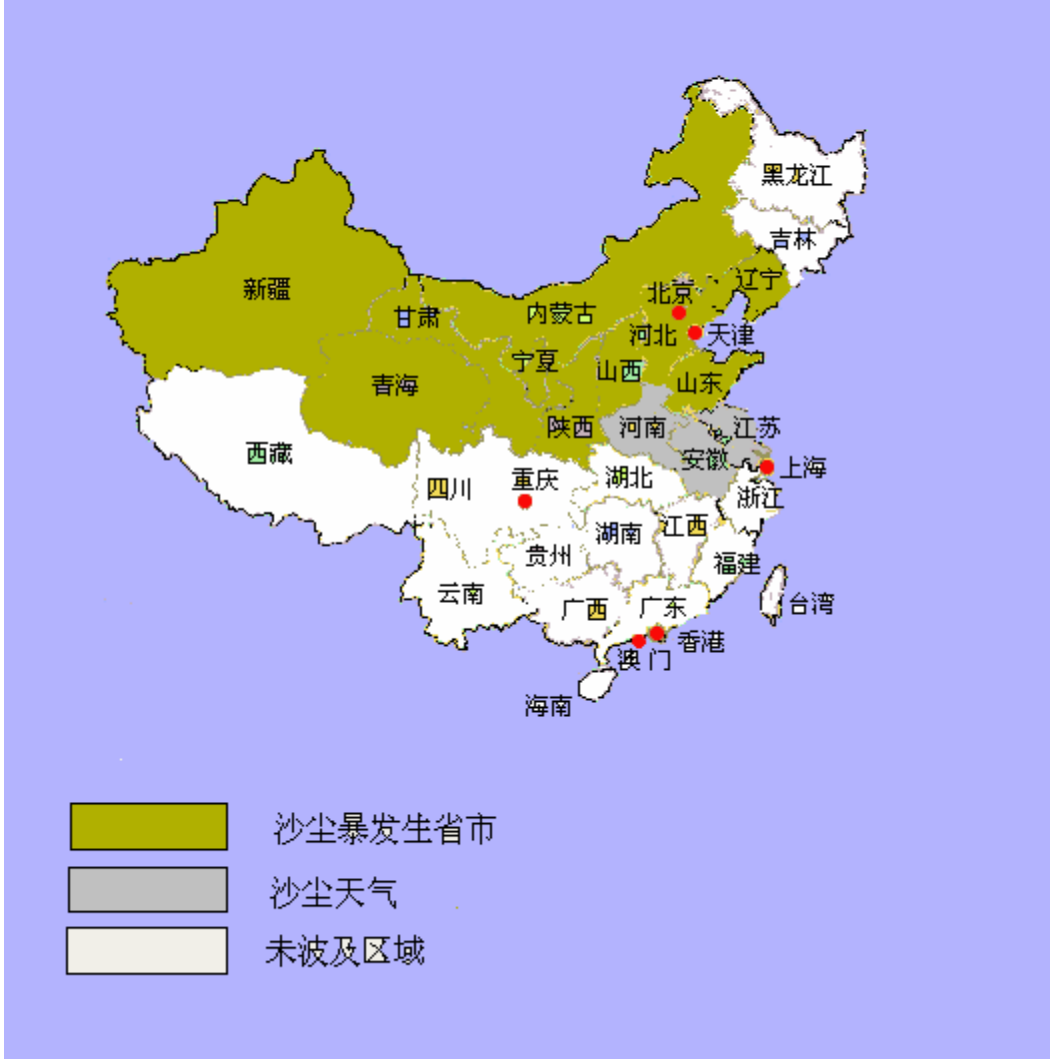 黑龙江
吉林
辽宁
新疆
北京
甘肃
内蒙古
河北
天津
宁夏
山西
青海
山东
陕西
河南
江苏
西藏
安徽
上海
四川
重庆
湖北
浙江
湖南
江西
贵州
福建
云南
广西
广东
台湾
香港
澳门
海南
沙尘暴发生省市
沙尘天气
未波及区域